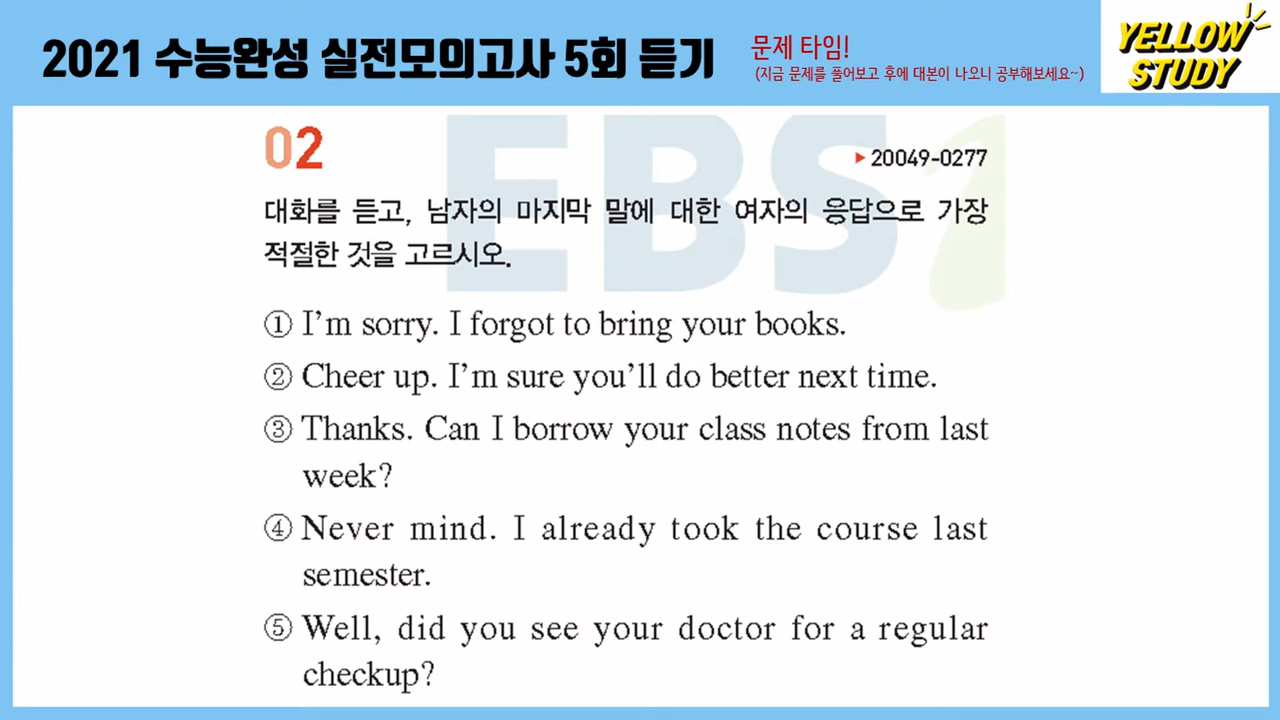 2021 수능완성 실전모의고사 5회 듣기
문제 타임!
(지금 문제를 풀어보고 후에 대본이 나오니 공부해보세요~)
YELLOW
STUDY
EBS1
02
▶ 20049-0277
대화를 듣고, 남자의 마지막 말에 대한 여자의 응답으로 가장
적절한 것을 고르시오.
① I'm sorry. I forgot to bring your books.
② Cheer up. I'm sure you'll do better next time.
③ Thanks. Can I borrow your class notes from last
week?
④ Never mind. I already took the course last
semester.
⑤ Well, did you see your doctor for a regular
checkup?